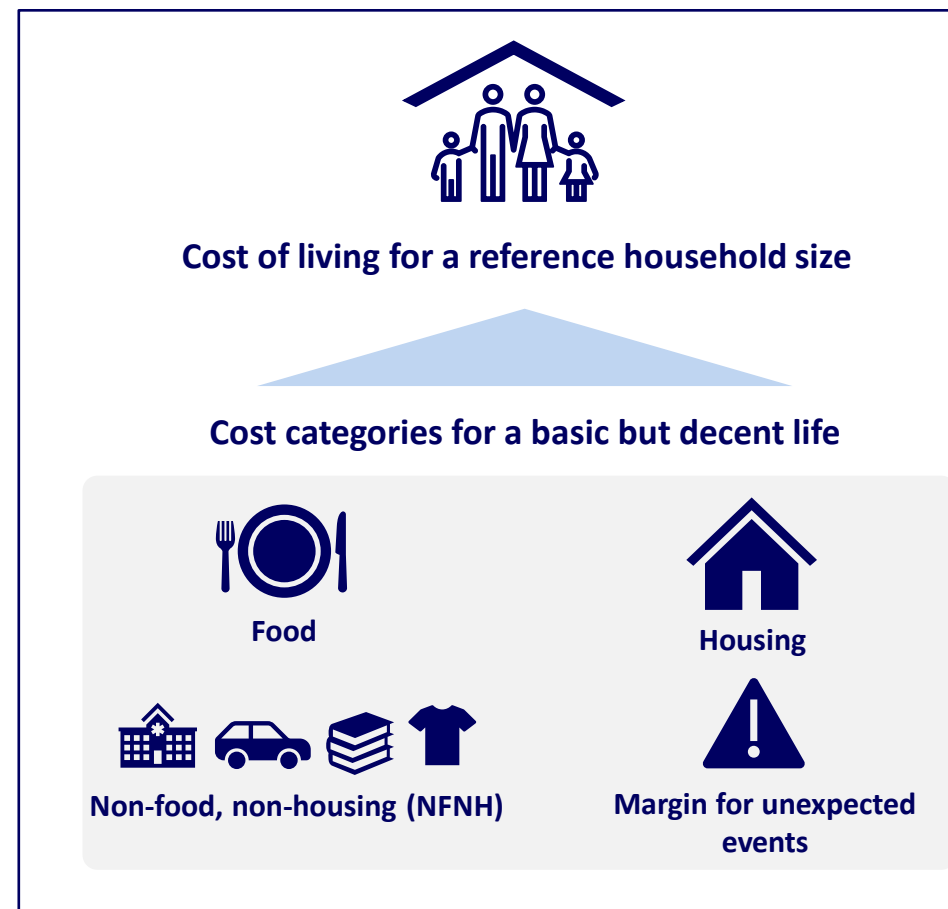 Cost of living for a reference household size
Cost categories for a basic but decent life
Food
Housing
Non-food, non-housing (NFNH)
Margin for unexpected
events